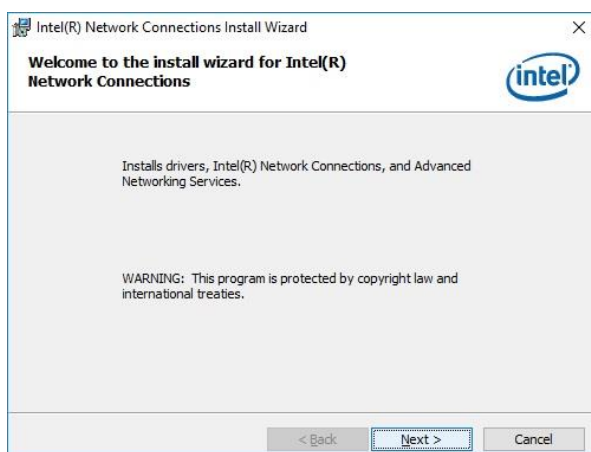 Intel(R) Network Connections Install Wizard
Welcome to the install wizard for Intel(R)
Network Connections
intel
Installs drivers, Intel(R) Network Connections, and Advanced
Networking Services.
WARNING: This program is protected by copyright law and
international treaties.
< Back
Next >
Cancel